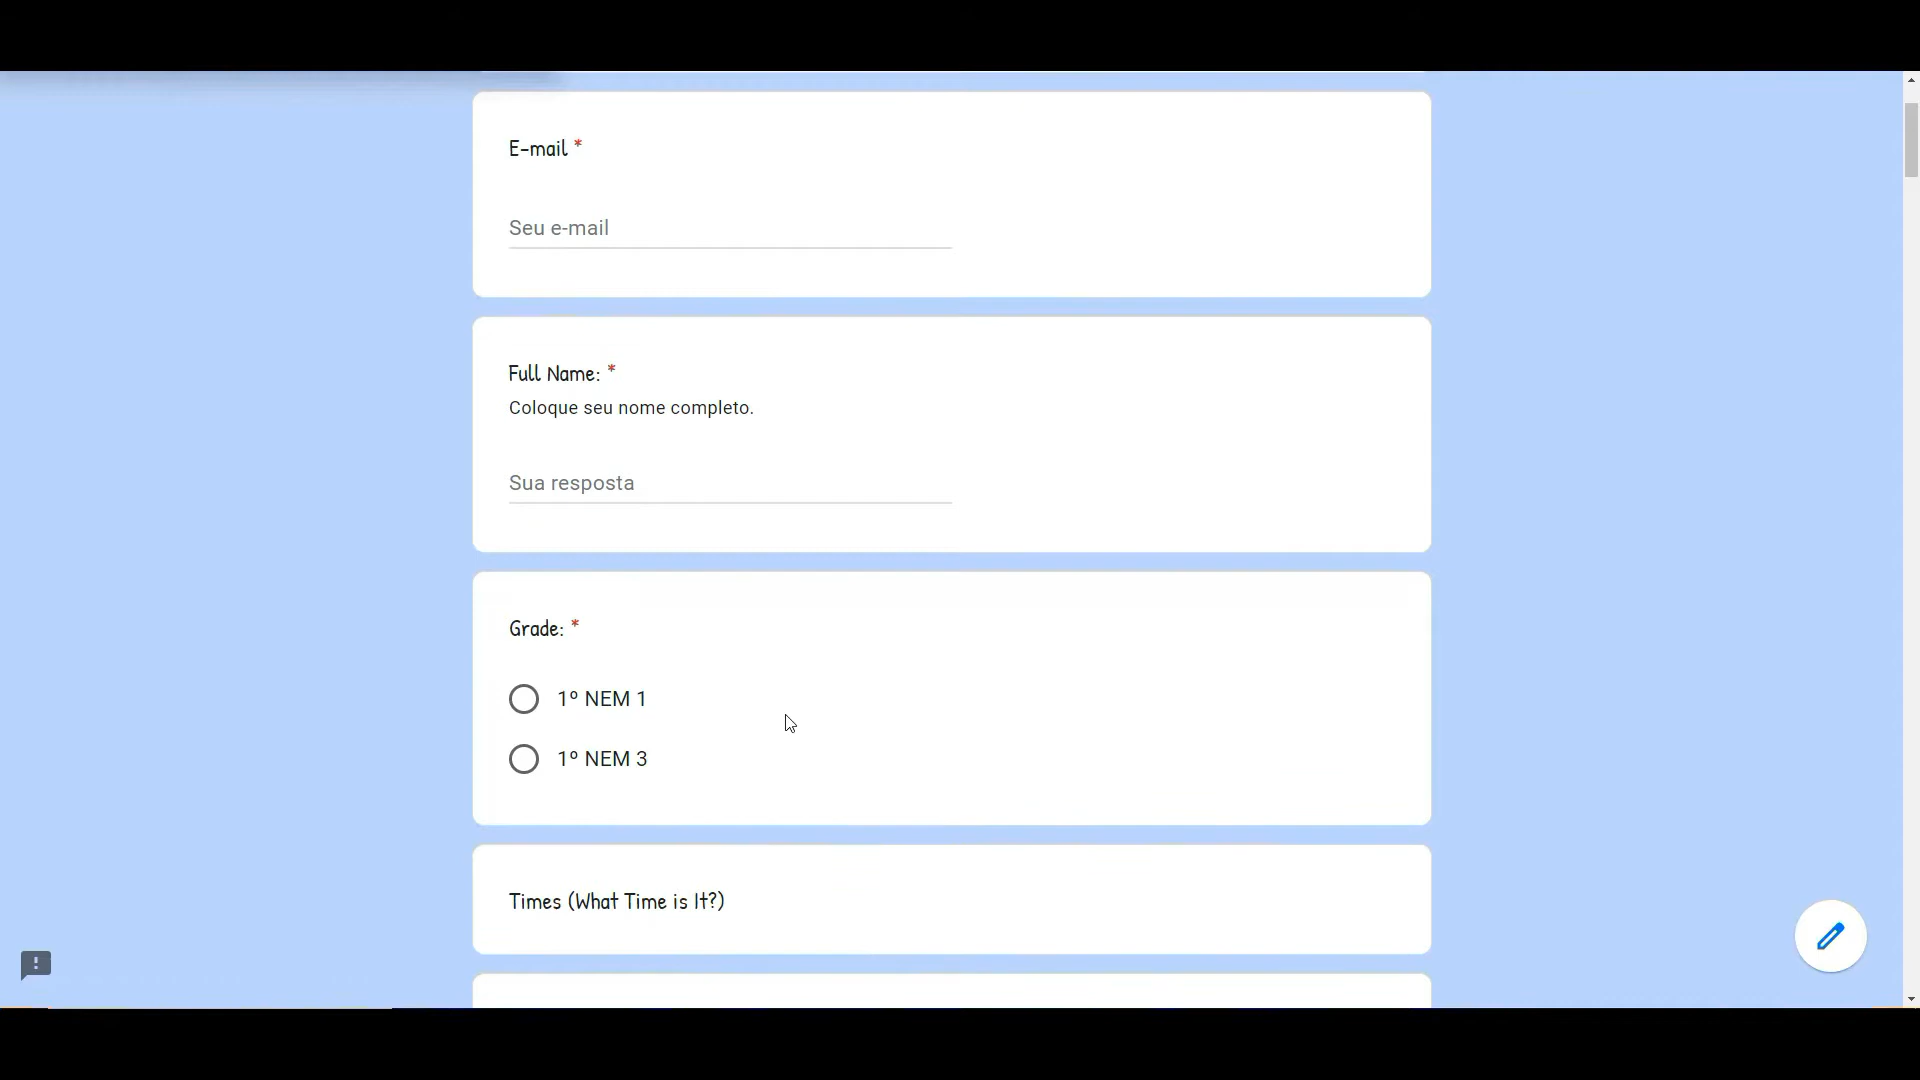 E-mail *
Seu e-mail
Full Name: *
Coloque seu nome completo.
Sua resposta
Grade: *
1º NEM 1
1º NEM 3
Times (What Time is It?)